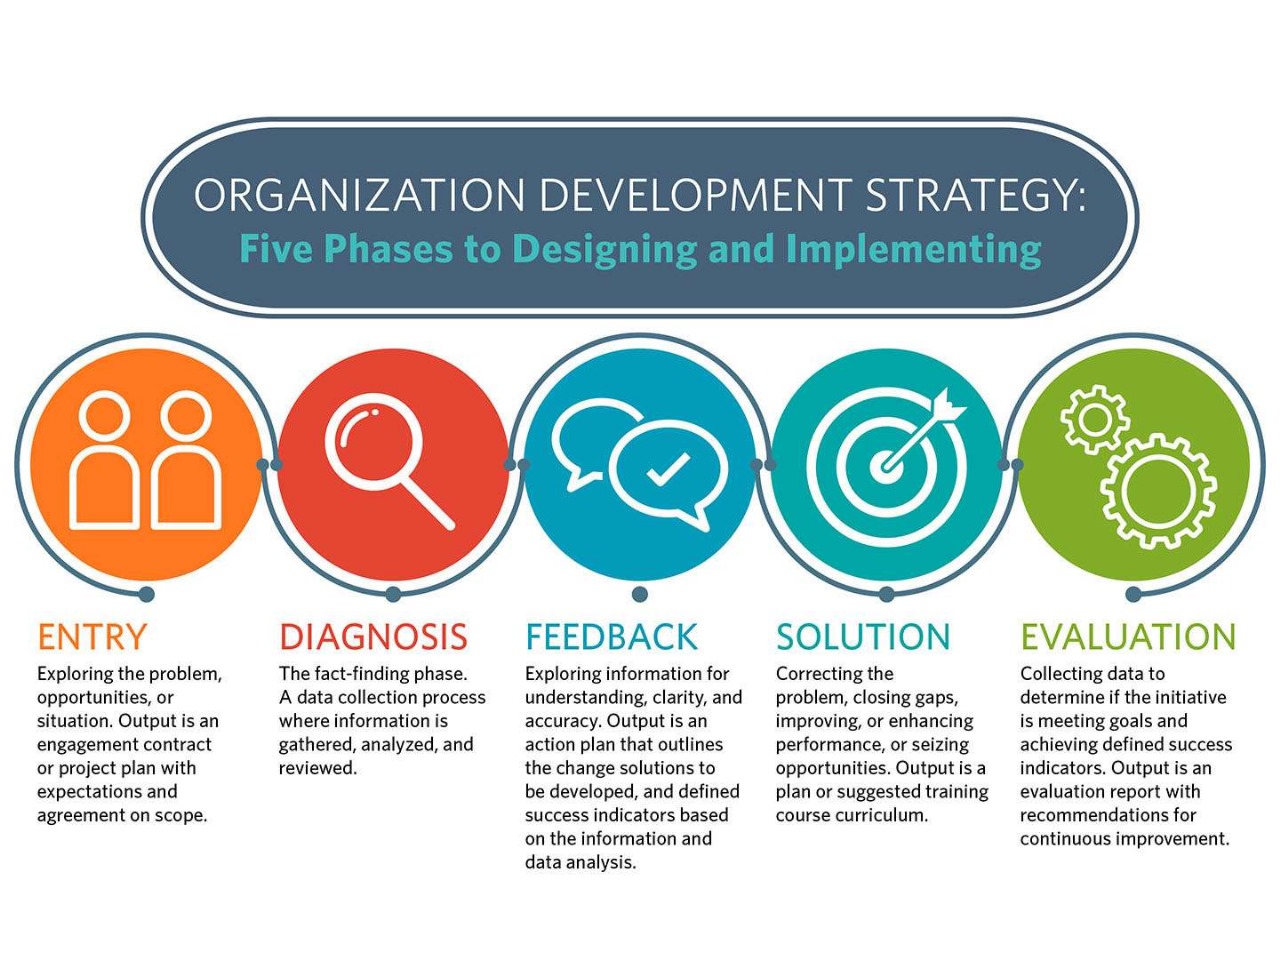 ORGANIZATION DEVELOPMENT STRATEGY:
Five Phases to Designing and Implementing
ENTRY
Exploring the problem,
opportunities, or
situation. Output is an
engagement contract
or project plan with
expectations and
agreement on scope.
DIAGNOSIS
The fact-finding phase.
A data collection process
where information is
gathered, analyzed, and
reviewed.
FEEDBACK
Exploring information for
understanding, clarity, and
accuracy. Output is an
action plan that outlines
the change solutions to
be developed, and defined
success indicators based
on the information and
data analysis.
SOLUTION
Correcting the
problem, closing gaps,
improving, or enhancing
performance, or seizing
opportunities. Output is a
plan or suggested training
course curriculum.
EVALUATION
Collecting data to
determine if the initiative
is meeting goals and
achieving defined success
indicators. Output is an
evaluation report with
recommendations for
continuous improvement.